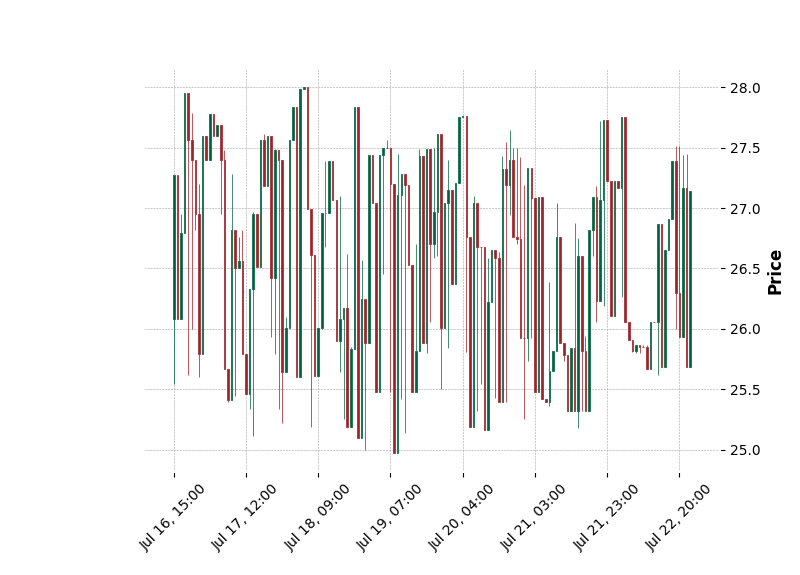 28.0
27.5
27.0
26.5
26.0
25.5
25.0
Price
Jul 16, 15:00
Jul 17, 12:00
Jul 18, 09:00
Jul 19, 07:00
Jul 20, 04:00
Jul 21, 03:00
Jul 21, 23:00
Jul 22, 20:00